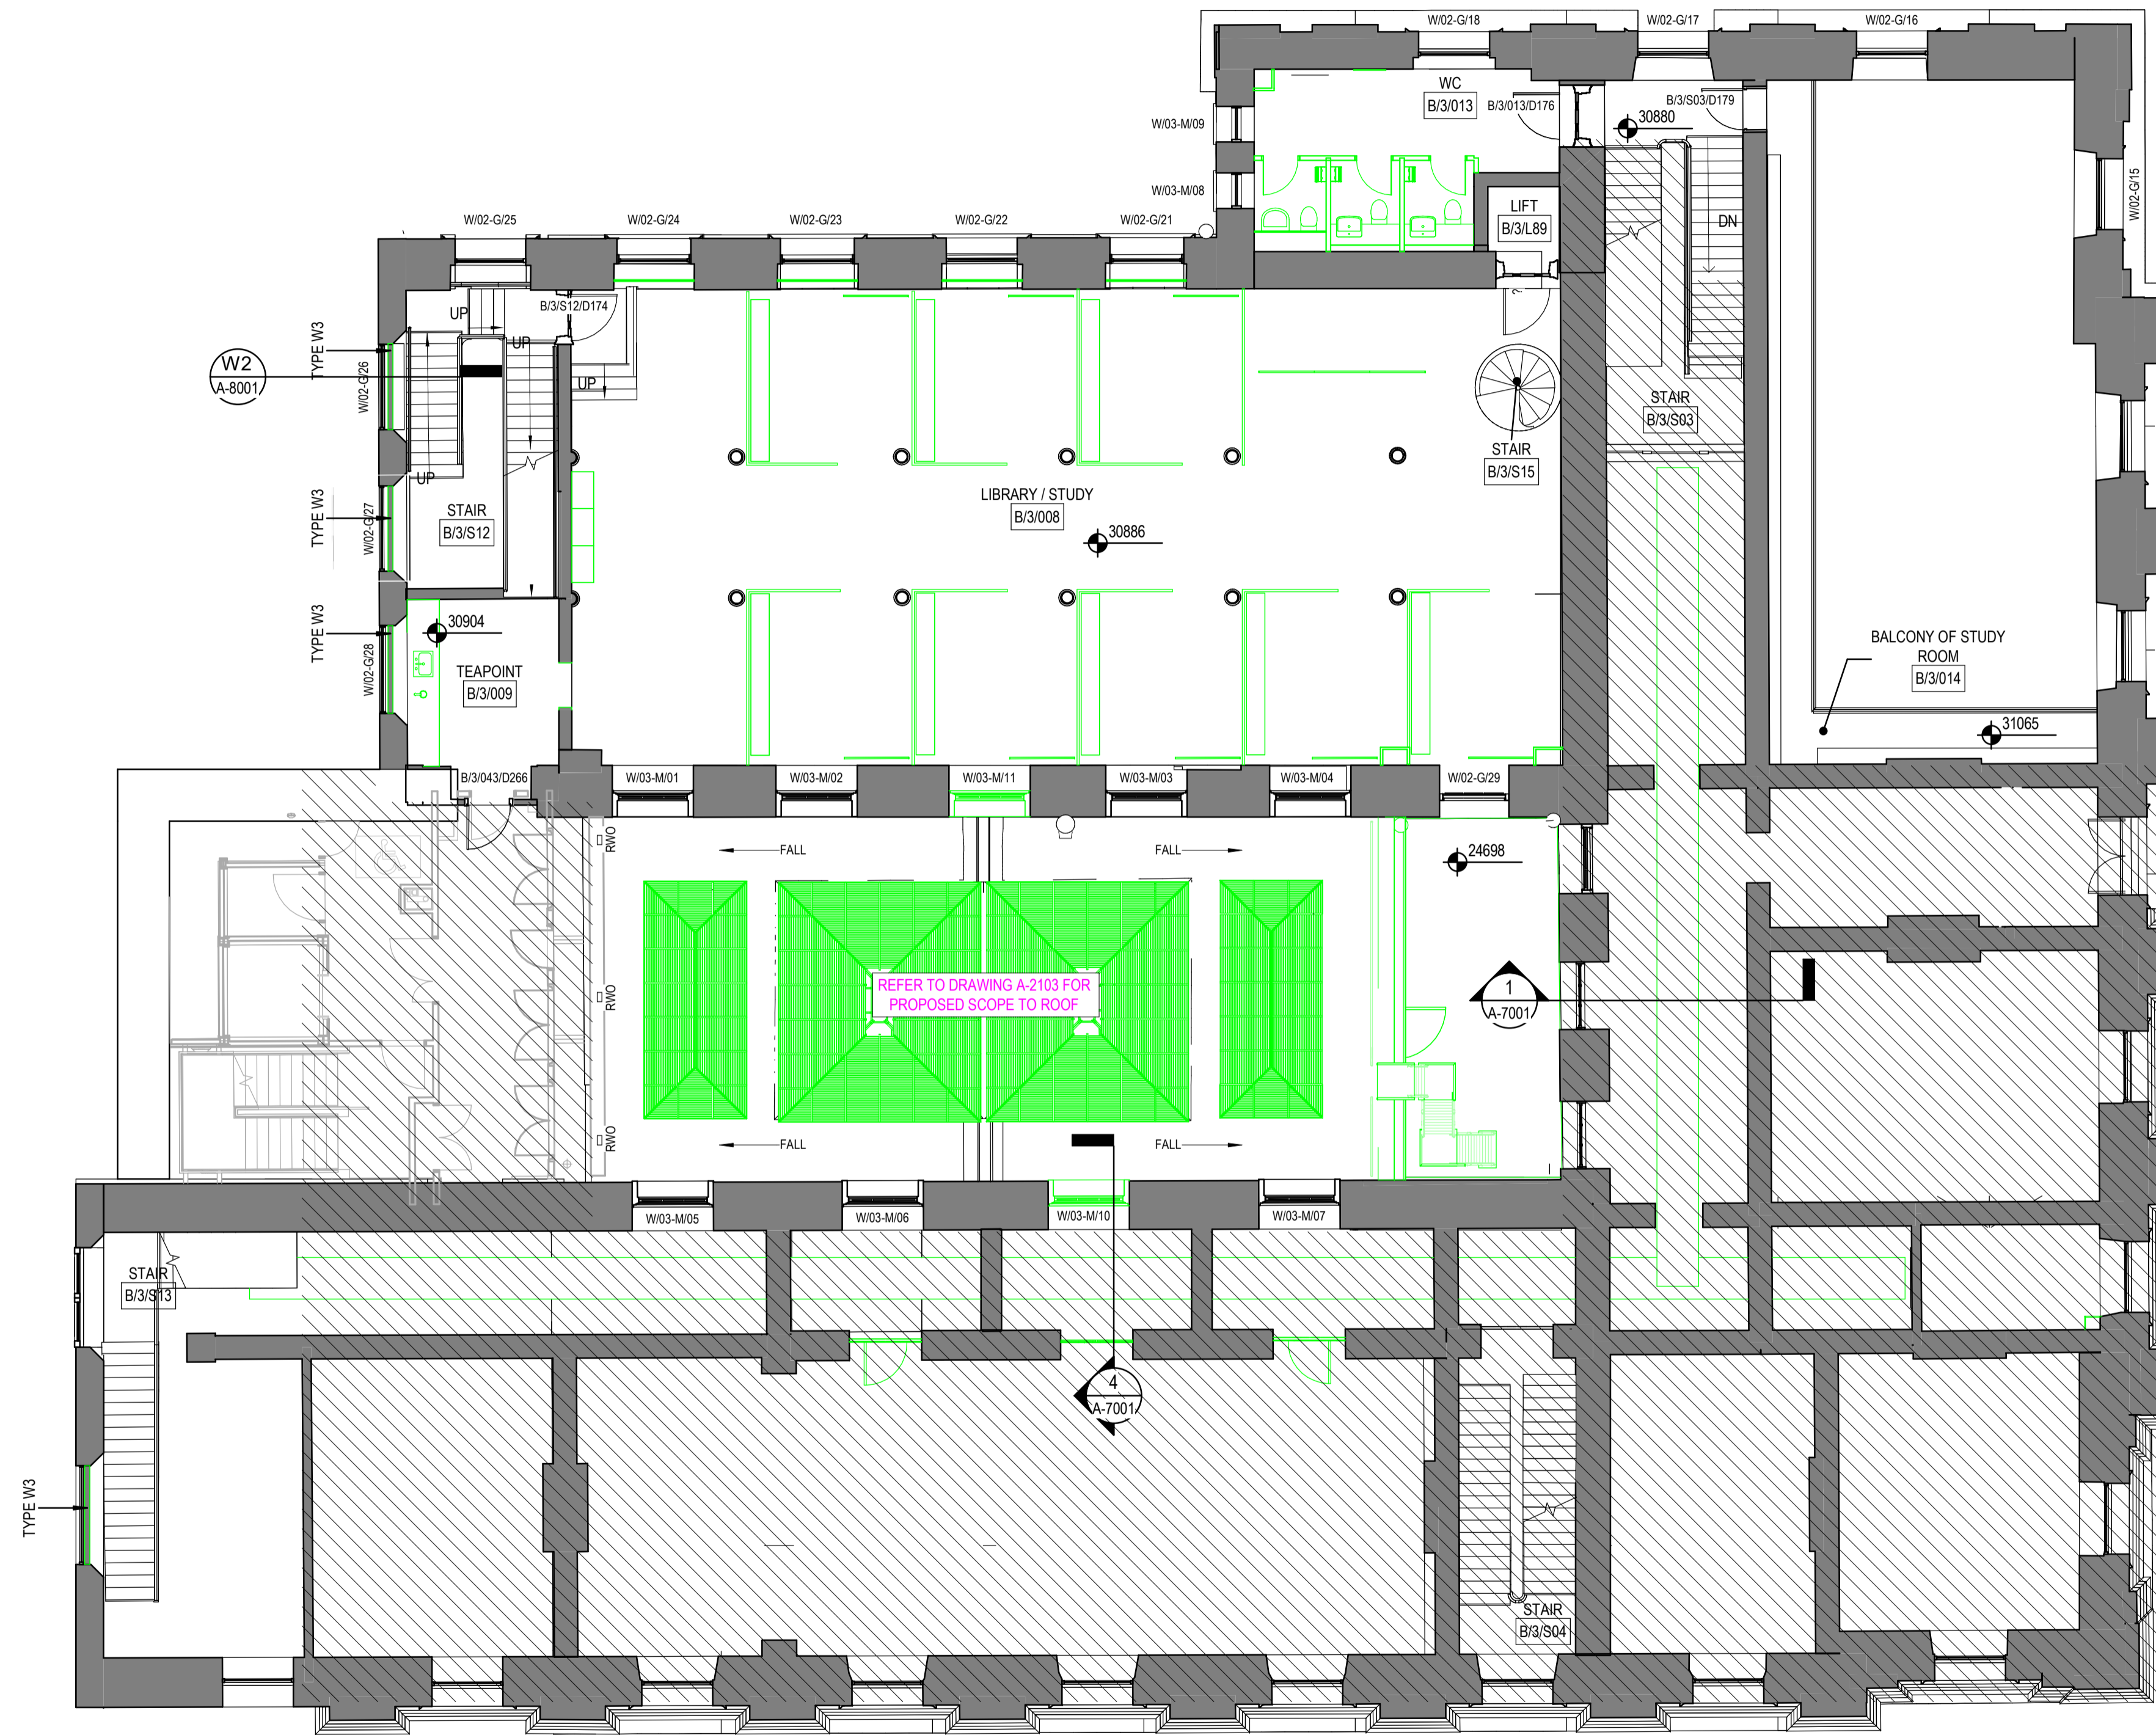 W/02-G/18
W/02-G/17
W/02-G/16
WC
B/3/013
B/3/013/D176
B/3/S03/D179
30880
W/03-M/09
W/03-M/08
W/02-G/15
LIFT
B/3/L89
DN
W/02-G/25
W/02-G/24
W/02-G/23
W/02-G/22
W/02-G/21
B/3/S12/D174
?
UP
UP
UP
UP
TYPE W3
W/02-G/26
W2
A-8001
STAIR
B/3/S03
STAIR
B/3/S15
LIBRARY / STUDY
B/3/008
30886
TYPE W3
W/02-G/27
STAIR
B/3/S12
TYPE W3
W/02-G/28
30904
TEAPOINT
B/3/009
BALCONY OF STUDY
ROOM
B/3/014
31065
B/3/043/D266
W/03-M/01
W/03-M/02
W/03-M/11
W/03-M/03
W/03-M/04
W/02-G/29
RWO
FALL
FALL
24698
REFER TO DRAWING A-2103 FOR
PROPOSED SCOPE TO ROOF
RWO
1
A-7001
RWO
FALL
FALL
W/03-M/05
W/03-M/06
W/03-M/10
W/03-M/07
STAIR
B/3/S13
4
A-7001
TYPE W3
STAIR
B/3/S04